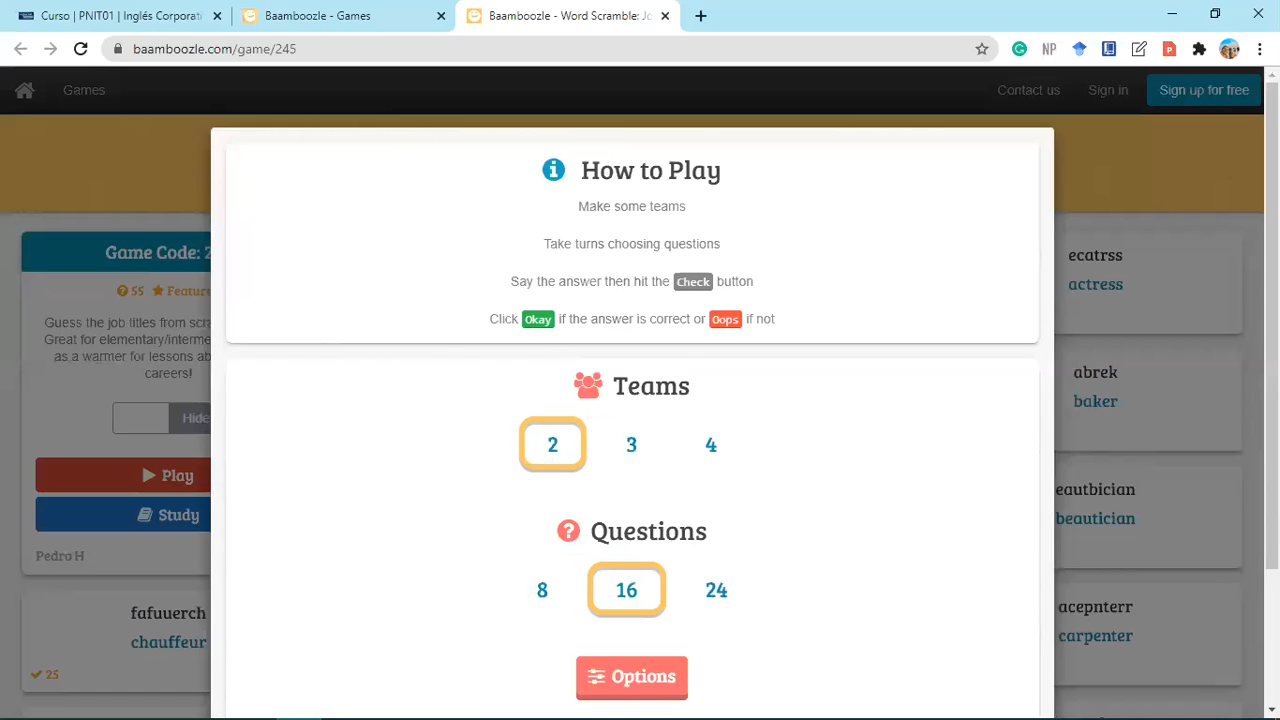 Curso | PNIT01 | Inglés Corporati
Baamboozle - Games
Baamboozle - Word Scramble: Jo
baamboozle.com/game/245
NP
Games
Contact us
Sign in
Sign up for free
How to Play
Make some teams
Take turns choosing questions
Say the answer then hit the Check button
Click Okay if the answer is correct or Oops if not
Teams
2 3 4
Questions
8 16 24
Options
Game Code: 2
55 Feature
Guess the job titles from scra
Great for elementary/interme
as a warmer for lessons ab
careers!
Hide
Play
Study
Pedro H
fafuuerch
chauffeur
25
ecatrss
actress
abrek
baker
eautbician
beautician
acepnterr
carpenter